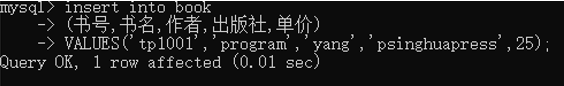 mysql> insert into book
-> (书号,书名,作者,出版社,单价)
-> VALUES('tp1001','program','yang','psinghuapress',25);
Query OK, 1 row affected (0.01 sec)